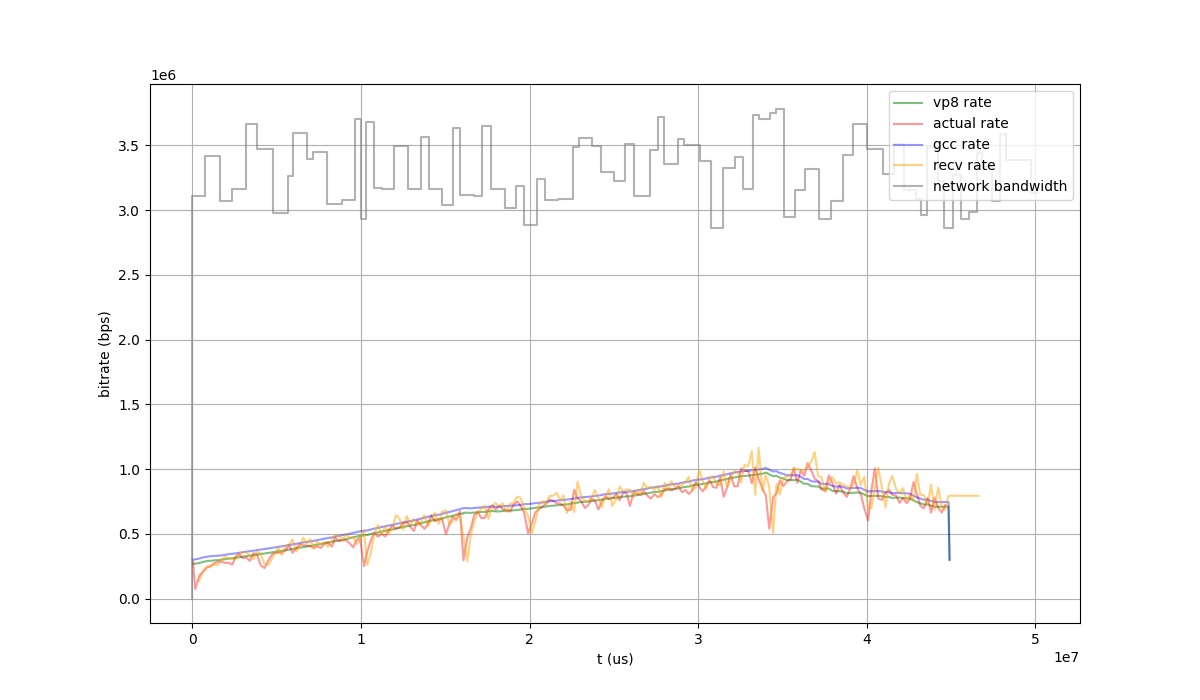 1e6
vp8 rate
actual rate
gcc rate
recv rate
network bandwidth
3.5
3.0
2.5
2.0
1.5
1.0
0.5
0.0
bitrate (bps)
0 1 2 3 4 5
t (us)
1e7